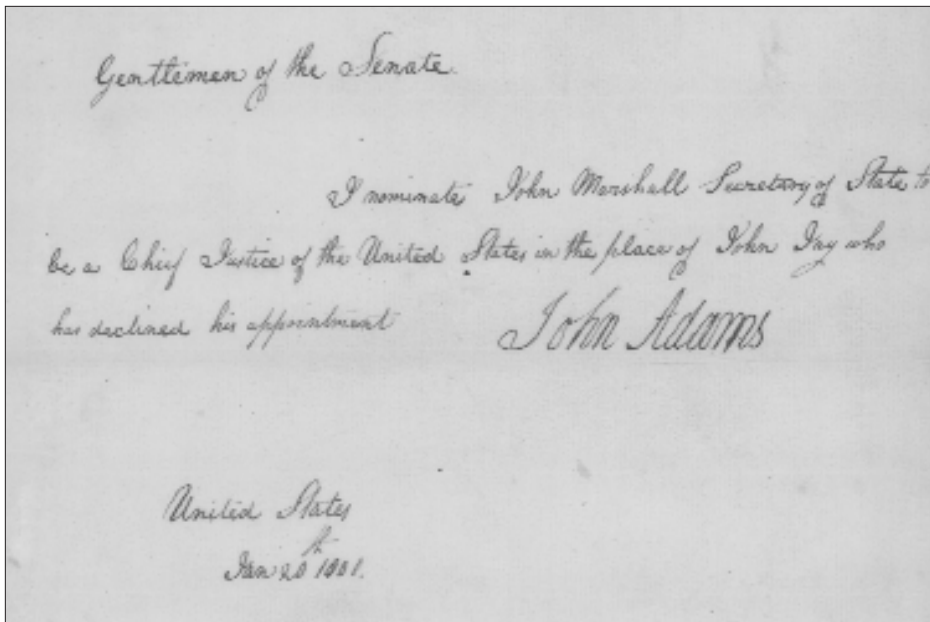 Gentlemen of the Senate.
I nominate John Marshall Secretary of State to
be a Chief Justice of the United States in the place of John Jay who
has declined his appointment
John Adams
United States
Jan 20th 1801.